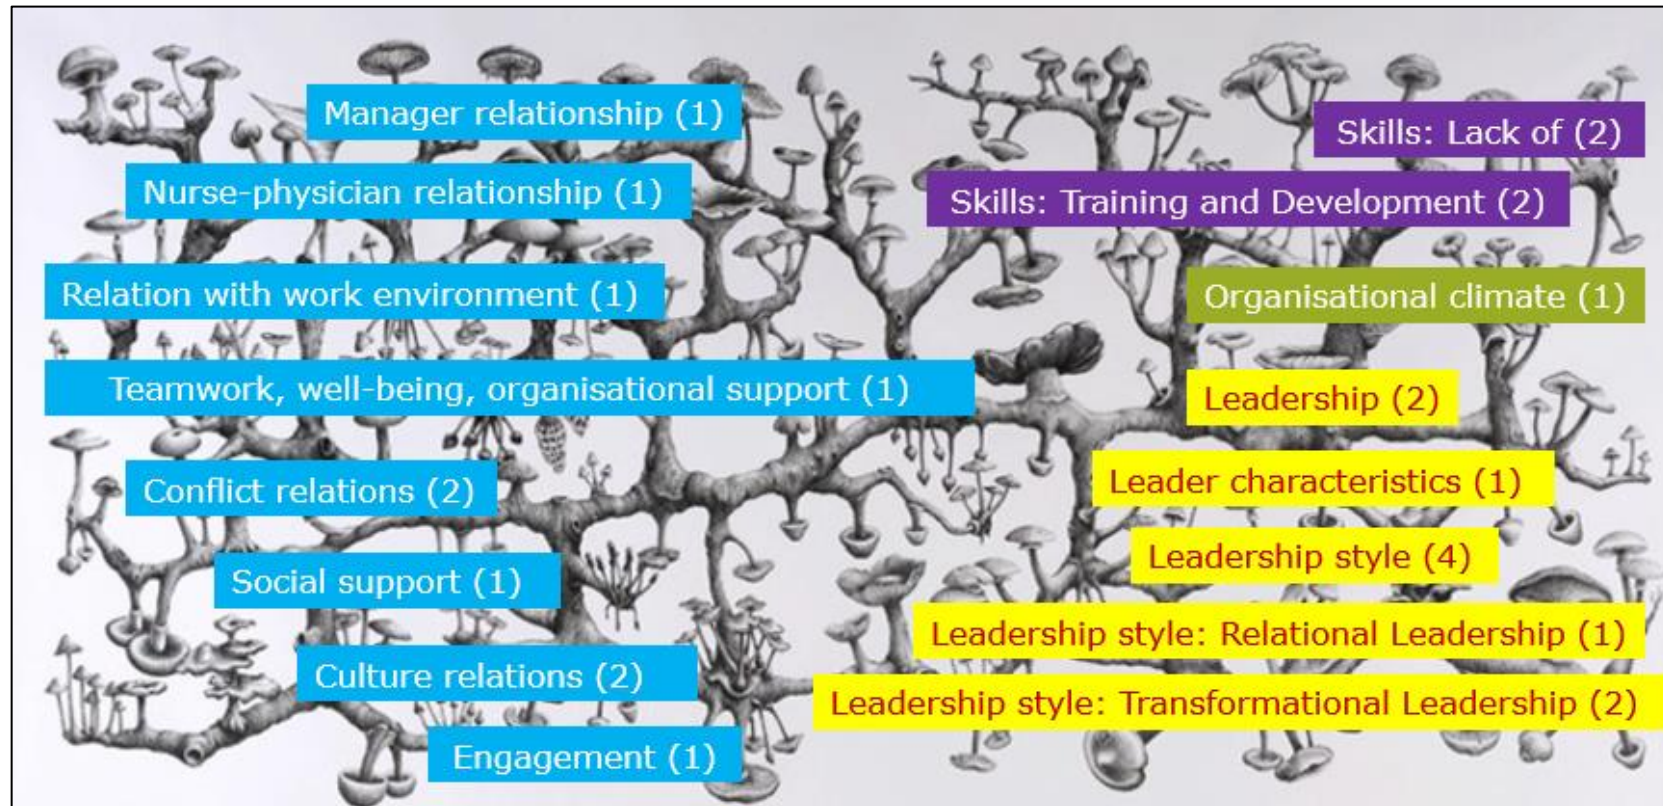 Manager relationship (1)
Nurse-physician relationship (1)
Relation with work environment (1)
Teamwork, well-being, organisational support (1)
Conflict relations (2)
Social support (1)
Culture relations (2)
Engagement (1)
Skills: Lack of (2)
Skills: Training and Development (2)
Organisational climate (1)
Leadership (2)
Leader characteristics (1)
Leadership style (4)
Leadership style: Relational Leadership (1)
Leadership style: Transformational Leadership (2)